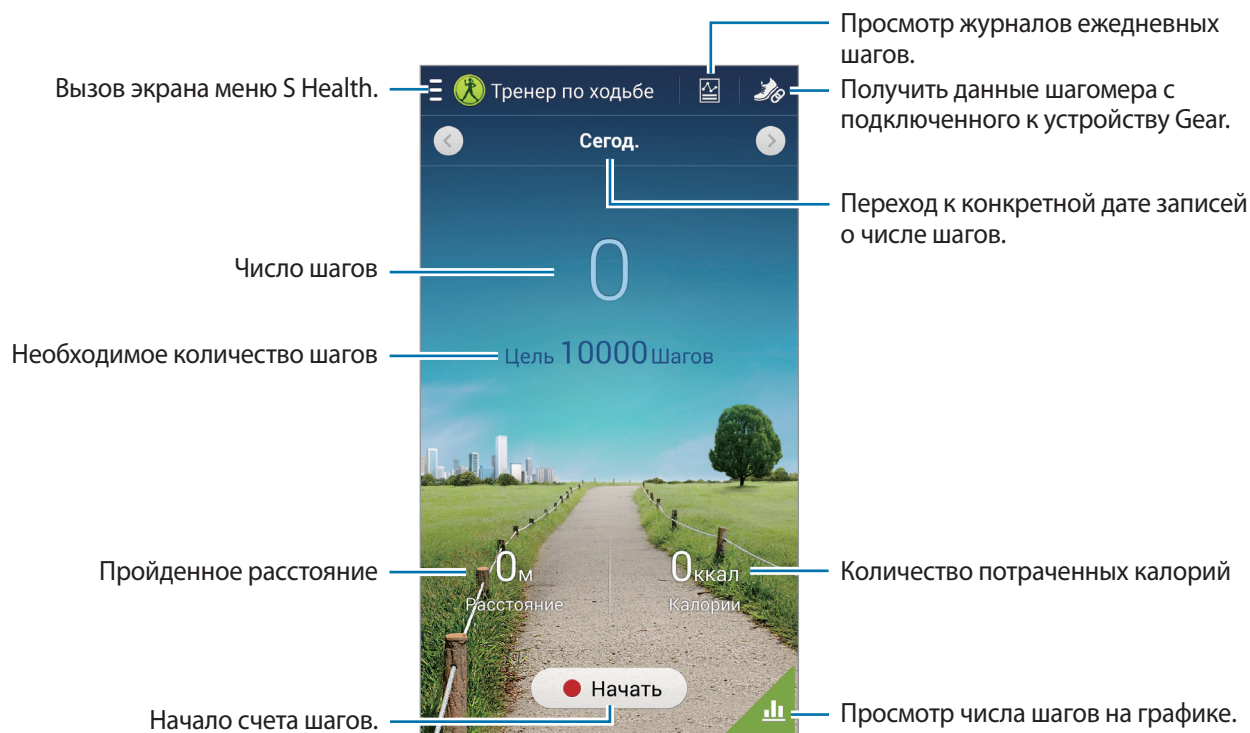 Просмотр журналов ежедневных
шагов.
Вызов экрана меню S Health.
Тренер по ходьбе
Получить данные шагомера с
подключенного к устройству Gear.
Сегод.
Переход к конкретной дате записей
о числе шагов.
Число шагов
0
Необходимое количество шагов
Цель 10000 Шагов
Пройденное расстояние
0м
Расстояние
0ккал
Калории
Количество потраченных калорий
Начать
Начало счета шагов.
Просмотр числа шагов на графике.